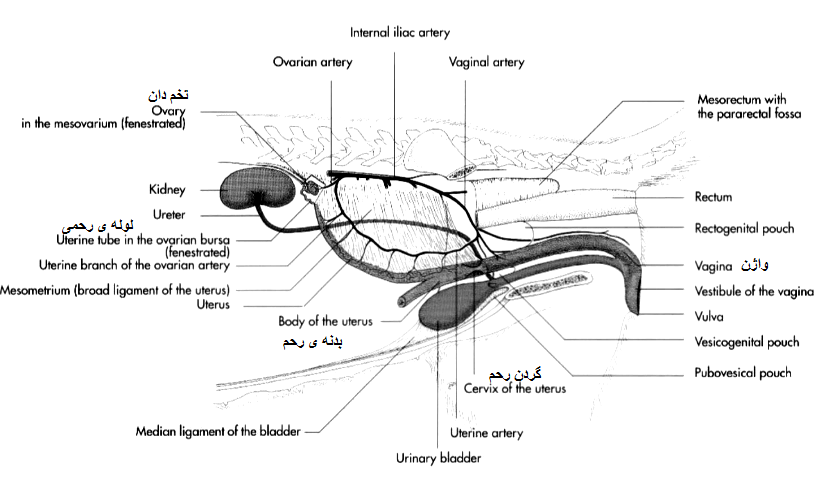 Internal iliac artery
Ovarian artery
Vaginal artery
تخم دان
Ovary
in the mesovarium (fenestrated)
Mesorectum with
the pararectal fossa
Kidney
Ureter
لوله ی رحمی
Uterine tube in the ovarian bursa
(fenestrated)
Uterine branch of the ovarian artery
Mesometrium (broad ligament of the uterus)
Uterus
Body of the uterus
بدنه ی رحم
Rectum
Rectogenital pouch
Vagina واژن
Vestibule of the vagina
Vulva
Vesicogenital pouch
Pubovesical pouch
گردن رحم
Cervix of the uterus
Median ligament of the bladder
Uterine artery
Urinary bladder